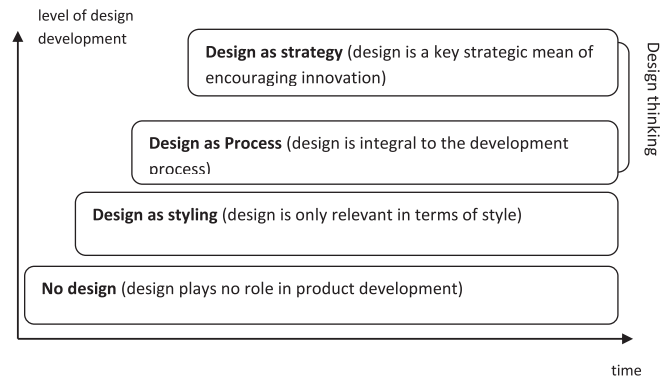 level of design
development
Design as strategy (design is a key strategic mean of
encouraging innovation)
Design thinking
Design as Process (design is integral to the development
process)
Design as styling (design is only relevant in terms of style)
No design (design plays no role in product development)
time